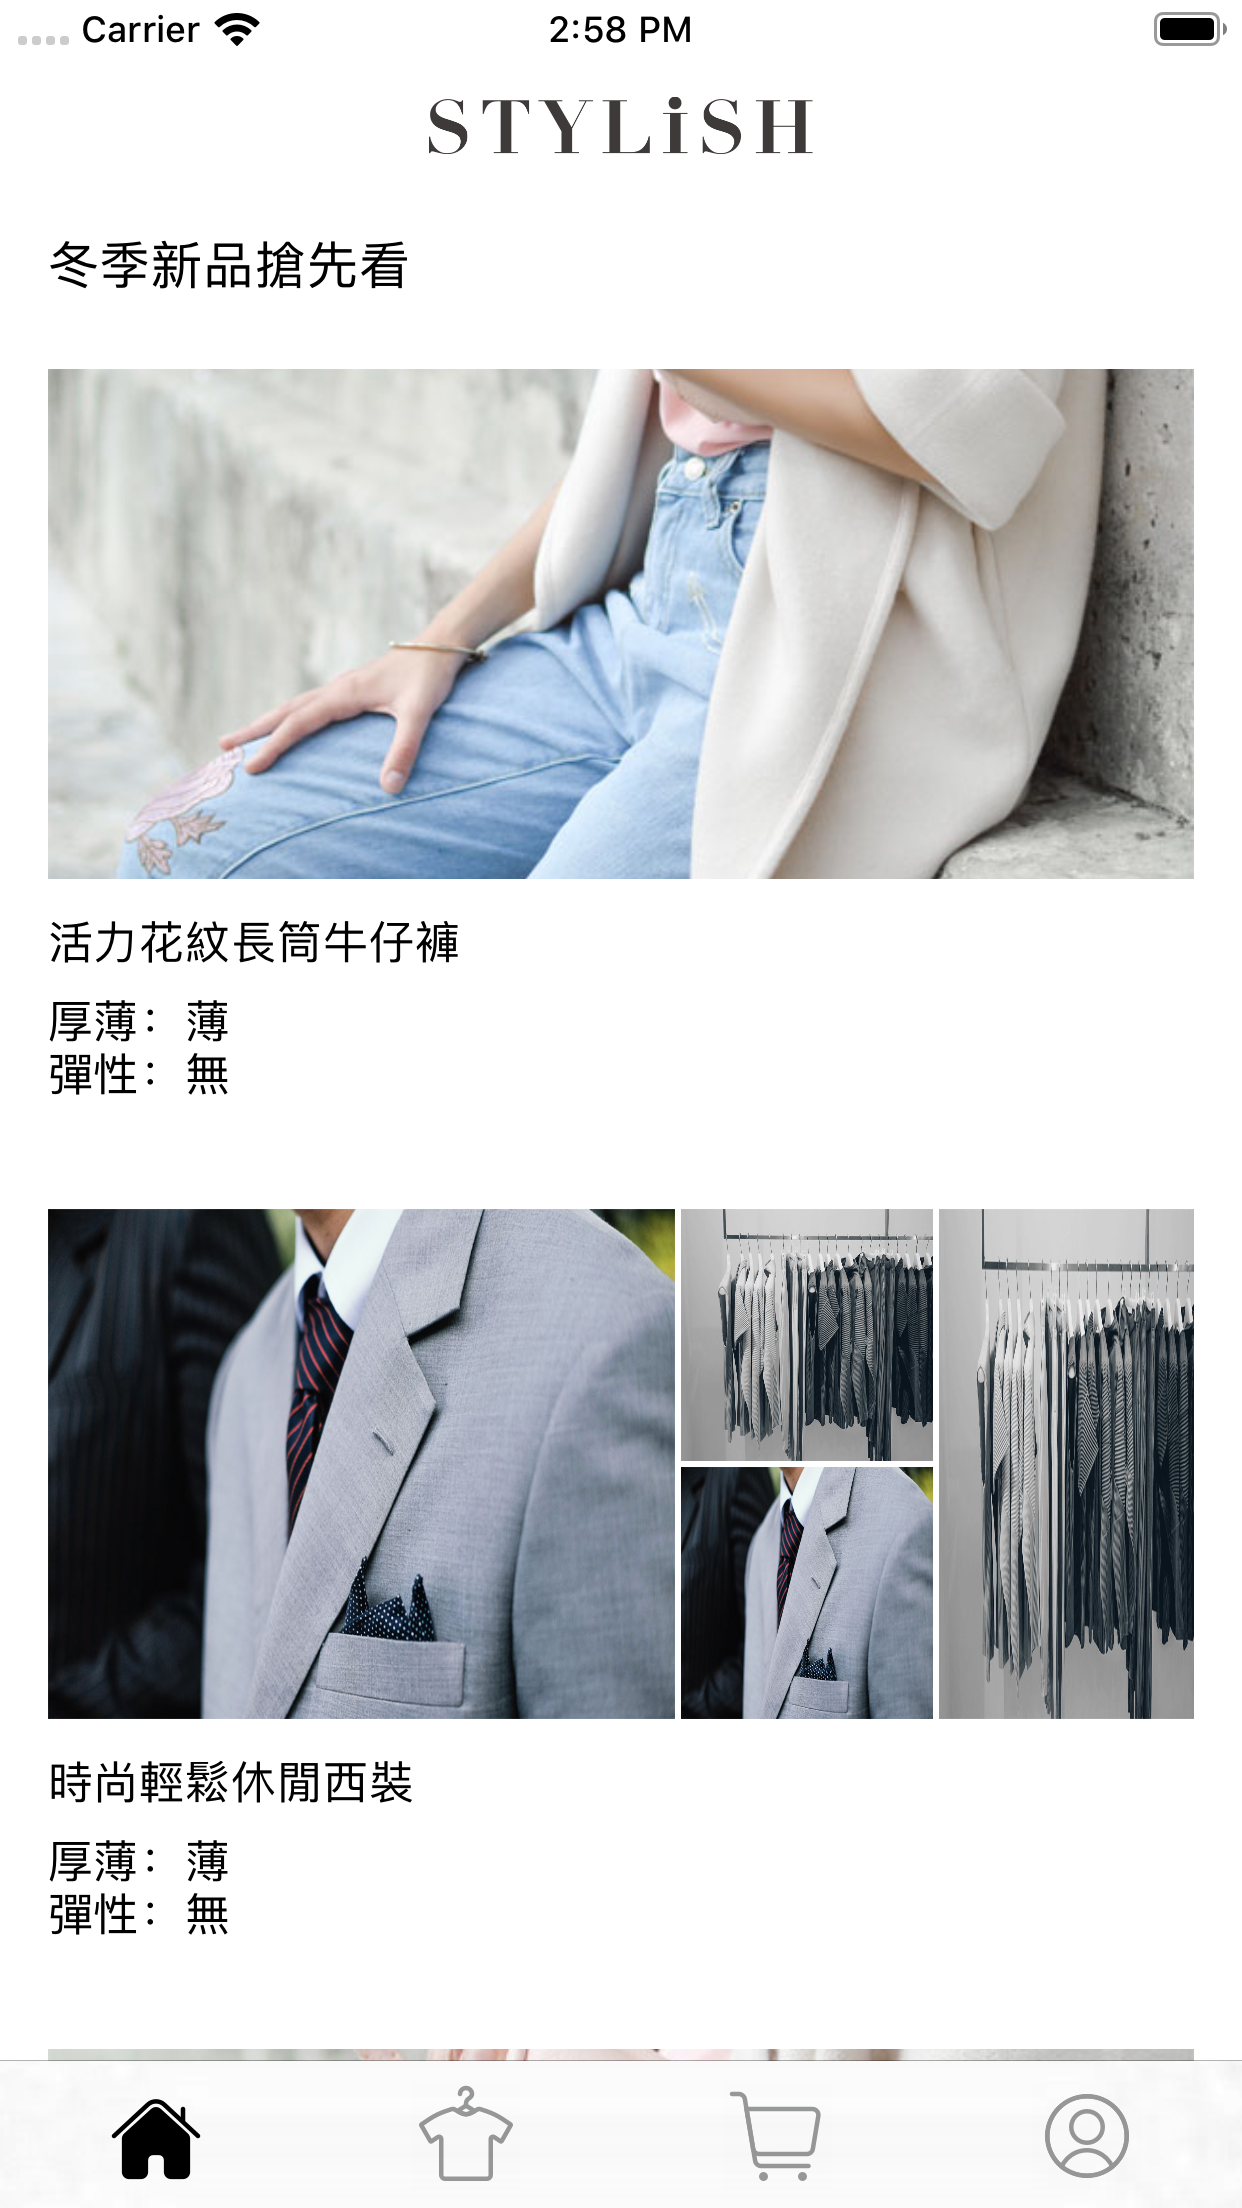 Carrier
2:58 PM
STYLiSH
冬季新品搶先看
活力花紋長筒牛仔褲
厚薄：薄
彈性：無
時尚輕鬆休閒西裝
厚薄：薄
彈性：無